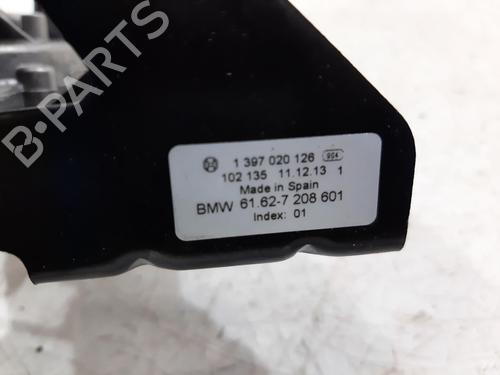 1 397 020 126 904
102 135 11.12.13 1
Made in Spain
BMW 61.62-7 208 601
Index: 01
B-PARTS